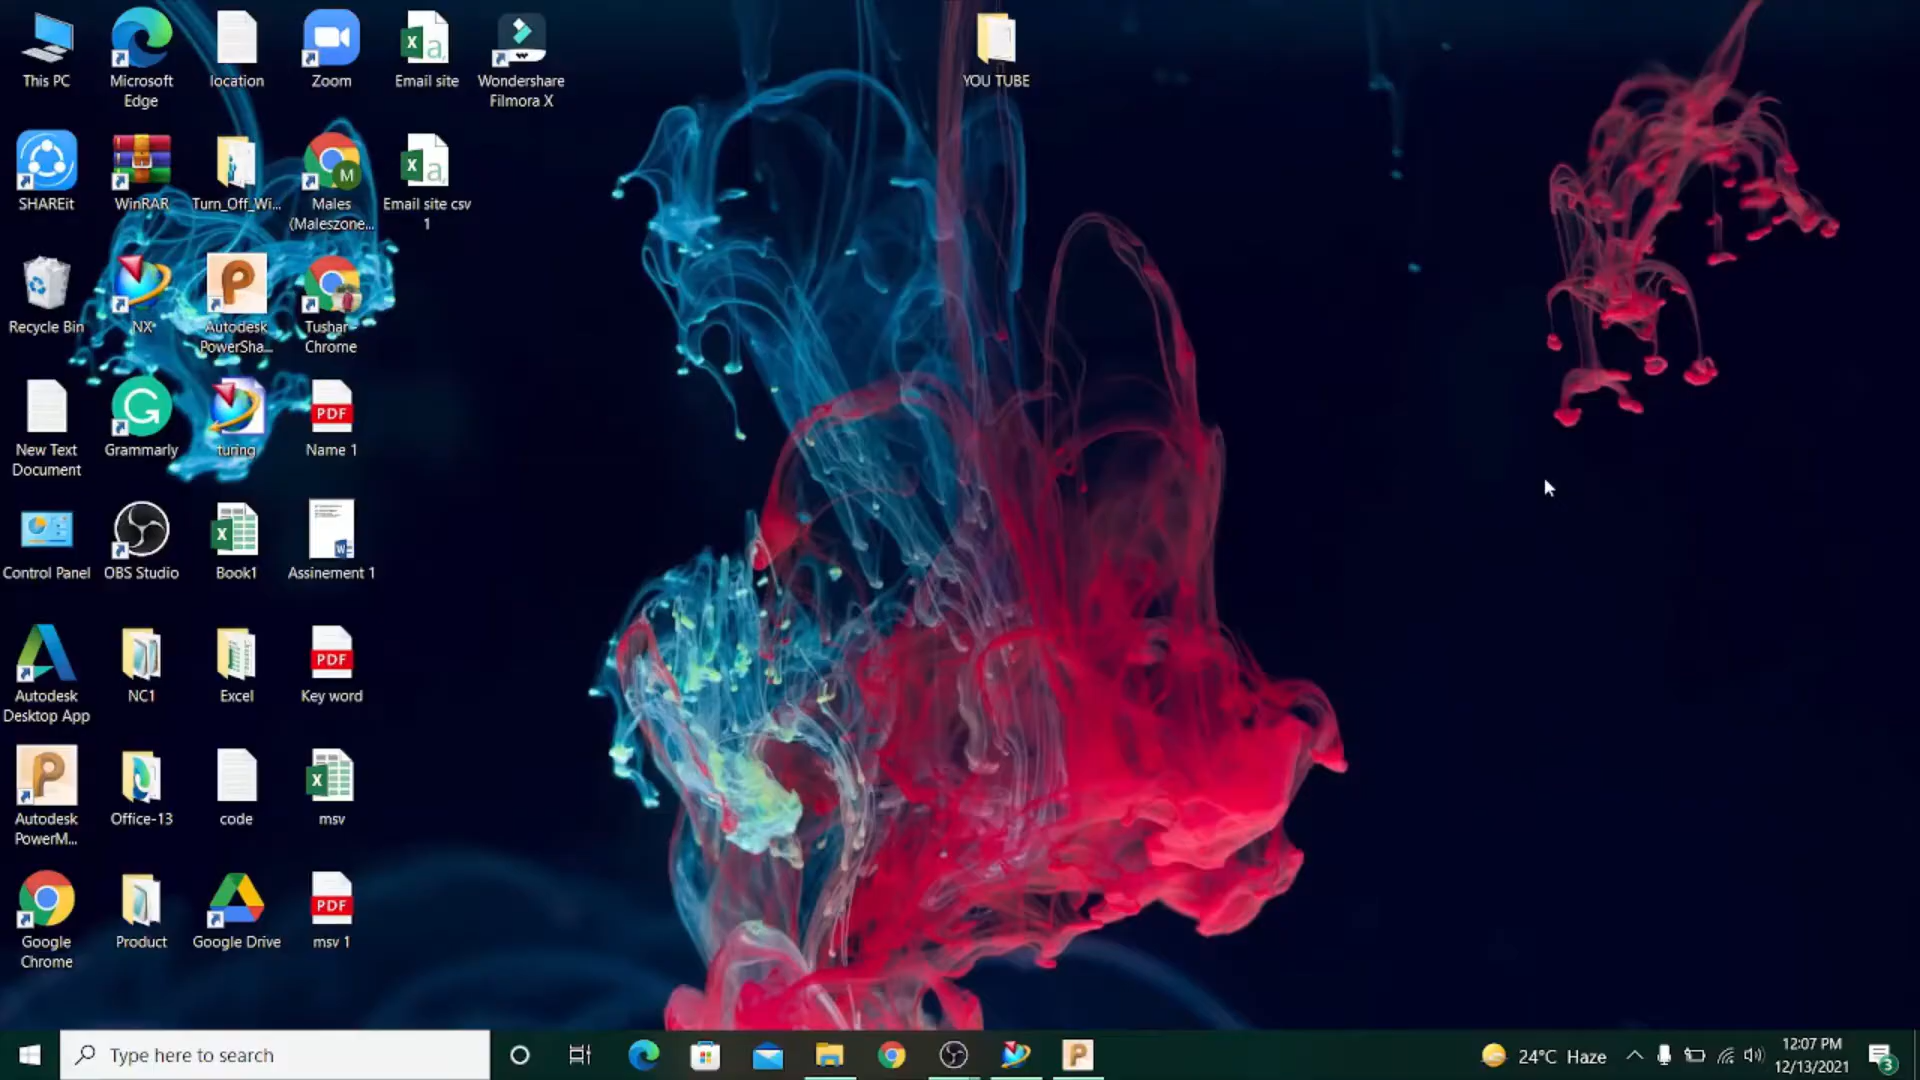 This PC
Microsoft
Edge
location
Zoom
Email site
Wondershare
Filmora X
YOU TUBE
SHAREit
WinRAR
Turn_Off_Wi...
Males
(Maleszone...
Email site csv
1
Recycle Bin
NX
Autodesk
PowerSha...
Tushar -
Chrome
New Text
Document
Grammarly
turing
PDF
Name 1
Control Panel
OBS Studio
Book1
Assinement 1
Autodesk
Desktop App
NC1
Excel
PDF
Key word
Autodesk
PowerM...
Office-13
code
msv
Google
Chrome
Product
Google Drive
PDF
msv 1
Type here to search
24°C Haze
12:07 PM
12/13/2021
3